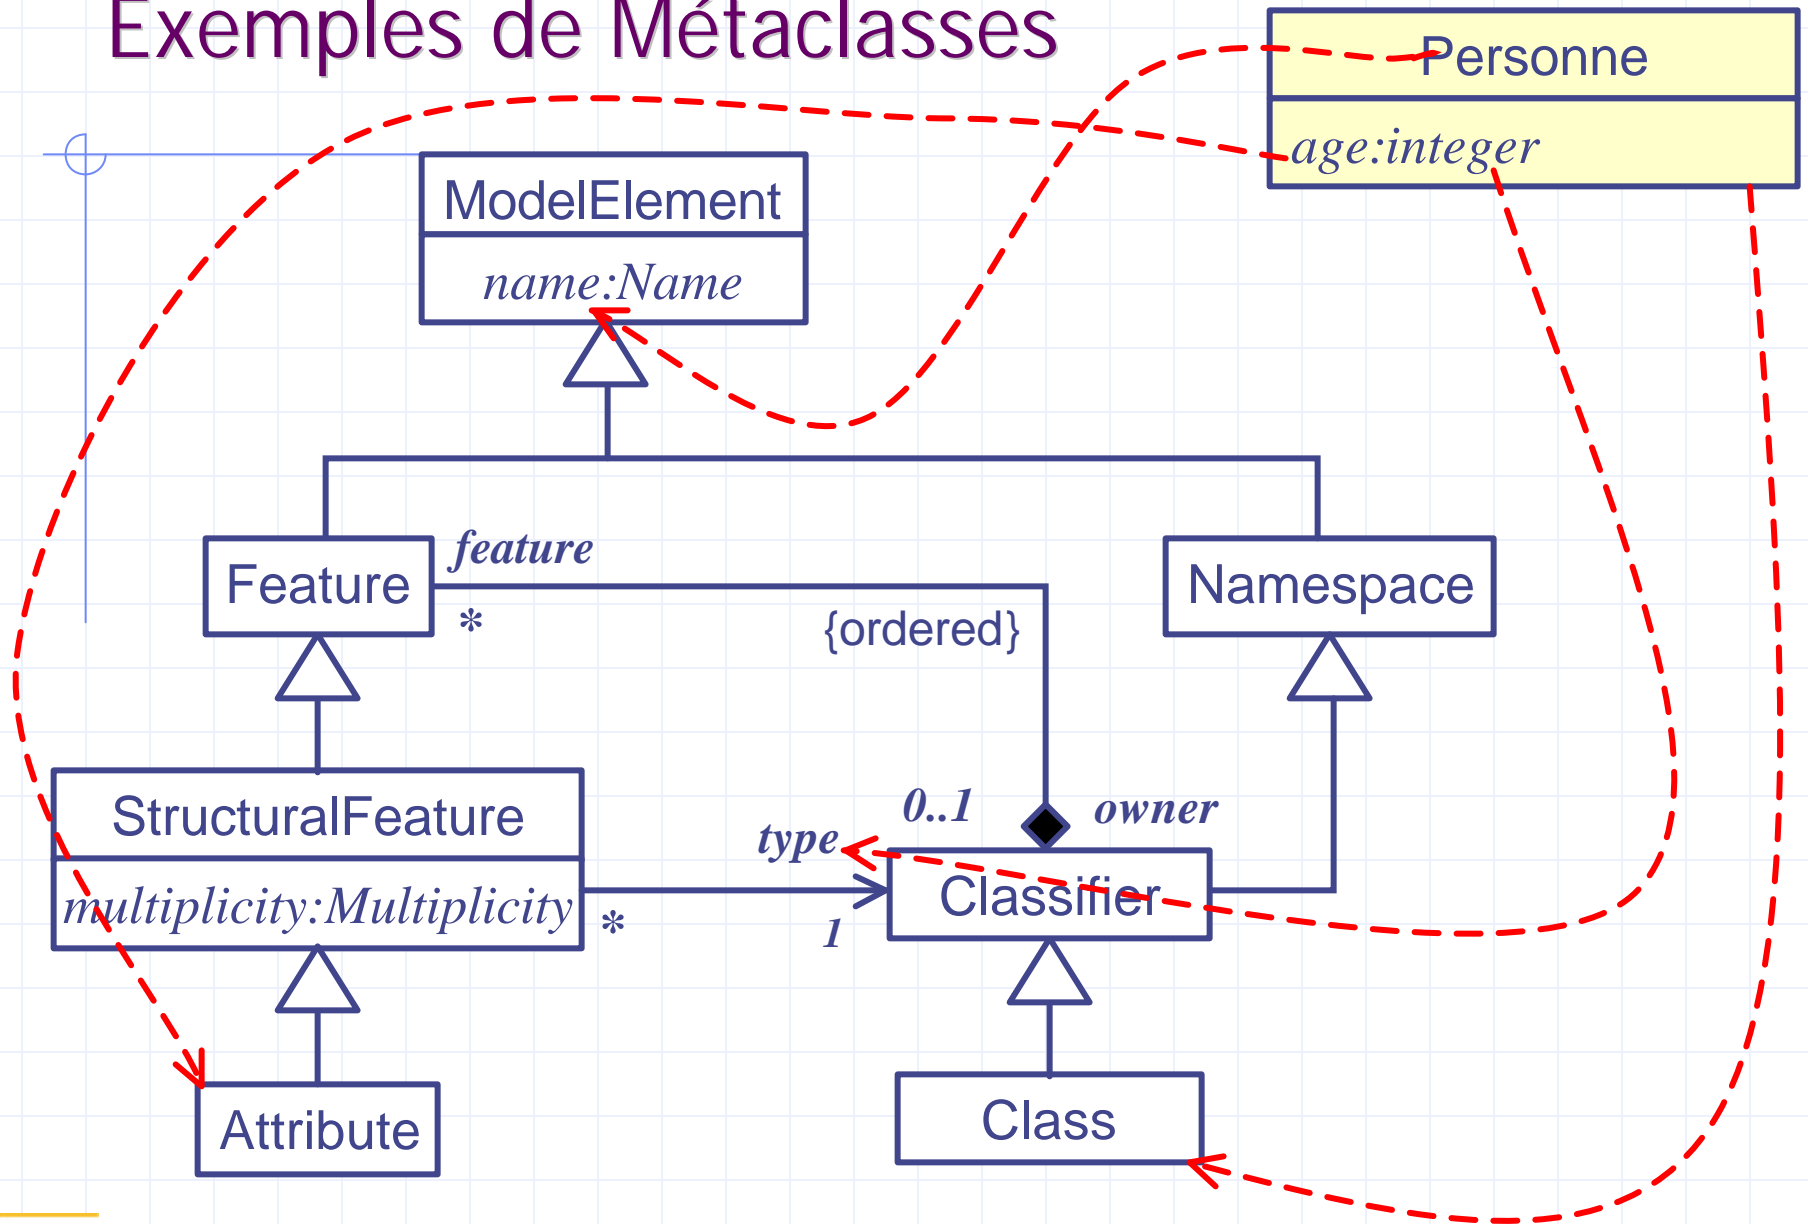 Exemples de Métaclasses
Personne
age:integer
ModelElement
name:Name
Feature
feature
*
{ordered}
Namespace
StructuralFeature
multiplicity:Multiplicity
*
type
1
0..1
owner
Classifier
Attribute
Class